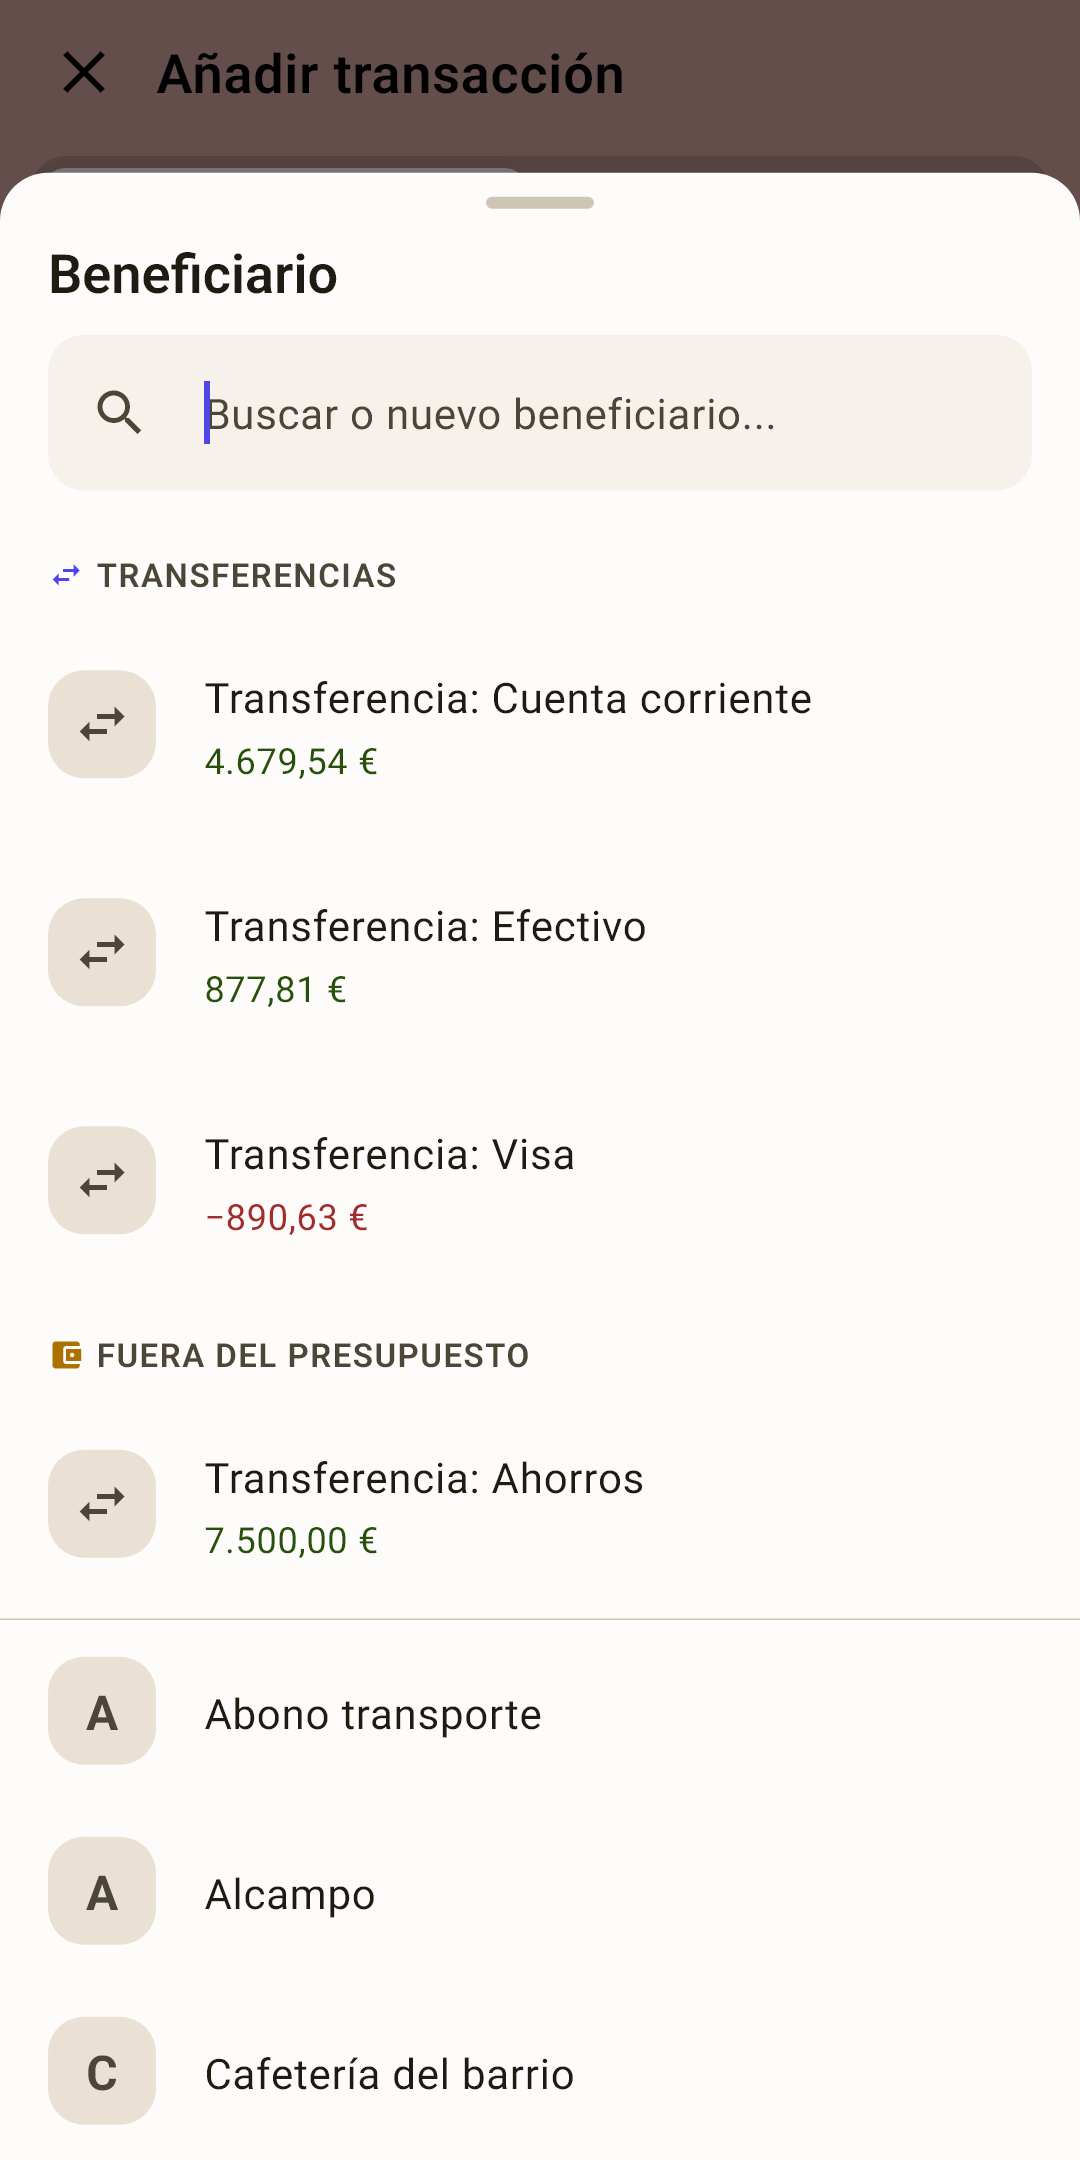 Añadir transacción
Beneficiario
Buscar o nuevo beneficiario...
TRANSFERENCIAS
Transferencia: Cuenta corriente
4.679,54 €
Transferencia: Efectivo
877,81 €
Transferencia: Visa
−890,63 €
FUERA DEL PRESUPUESTO
Transferencia: Ahorros
7.500,00 €
A
Abono transporte
A
Alcampo
C
Cafetería del barrio